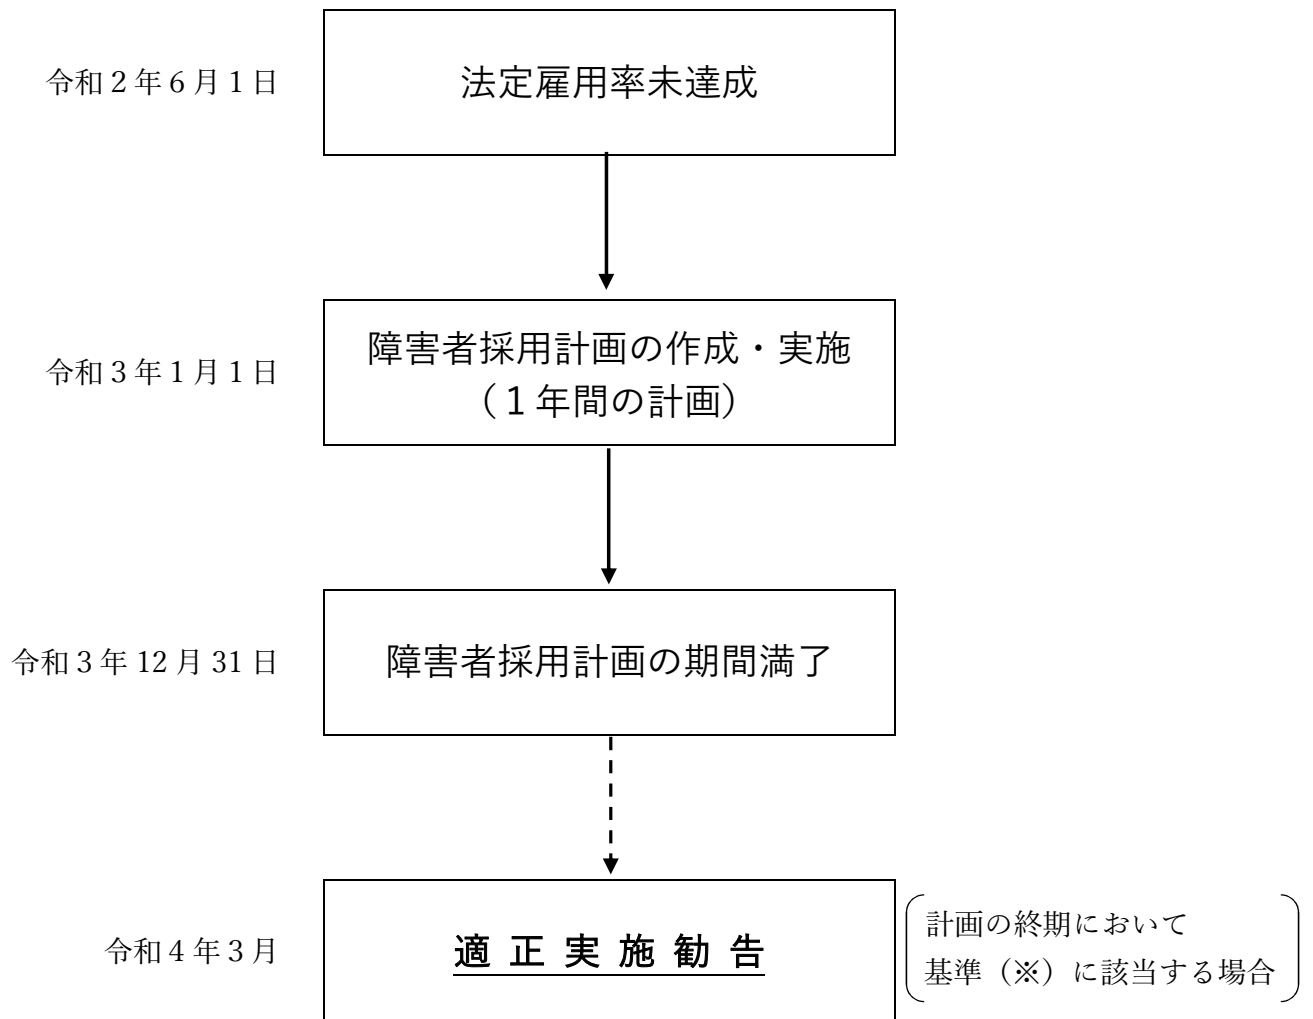 令和２年６月１日
法定雇用率未達成
令和３年１月１日
障害者採用計画の作成・実施
（１年間の計画）
令和３年 12 月 31 日
障害者採用計画の期間満了
令和４年３月
適正実施勧告
計画の終期において
基準（※）に該当する場合